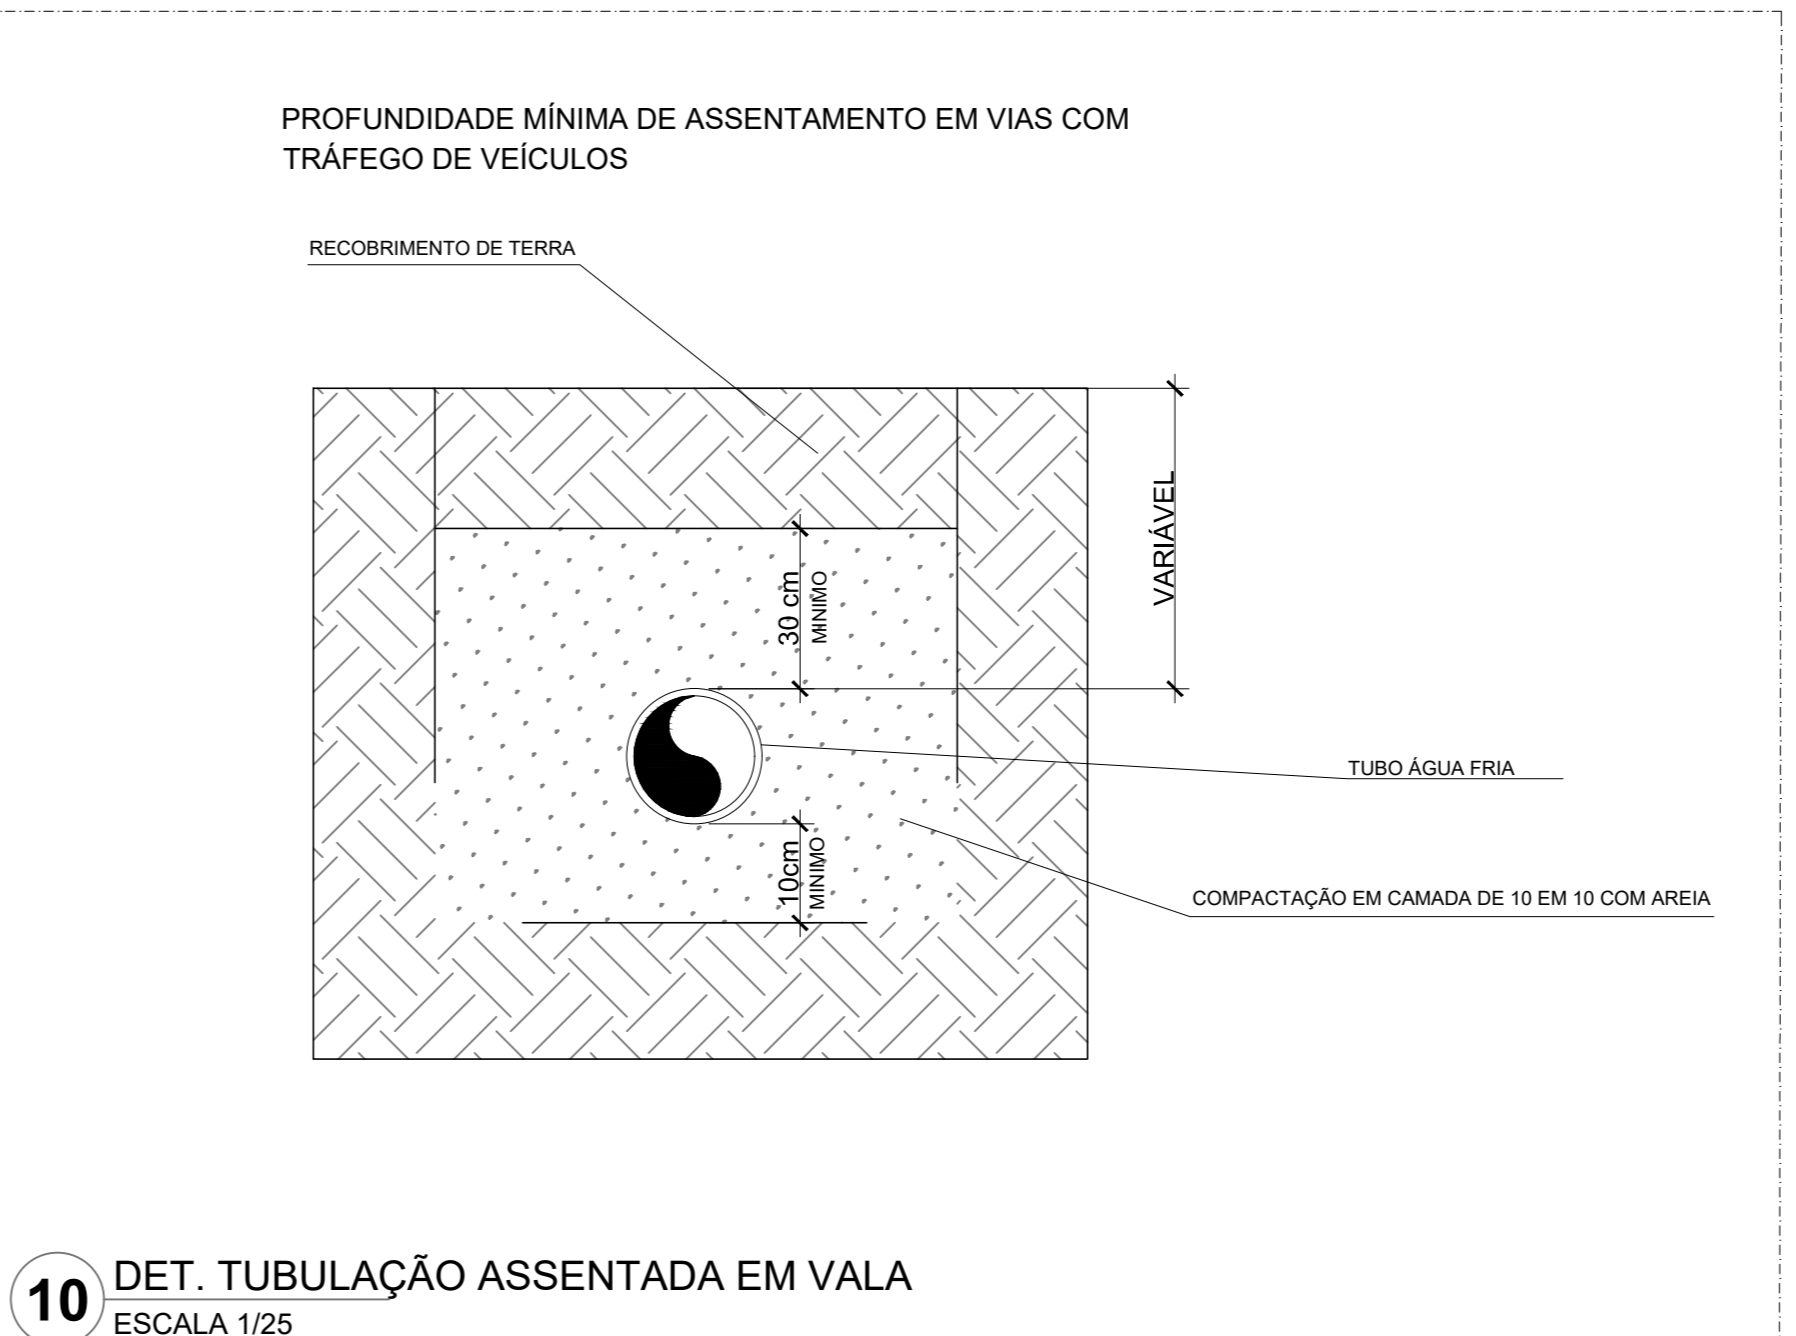 PROFUNDIDADE MÍNIMA DE ASSENTAMENTO EM VIAS COM
TRÁFEGO DE VEÍCULOS
RECOBRIMENTO DE TERRA
VARIÁVEL
30 cm
MINIMO
TUBO ÁGUA FRIA
10cm
MINIMO
COMPACTAÇÃO EM CAMADA DE 10 EM 10 COM AREIA
10
DET. TUBULAÇÃO ASSENTADA EM VALA
ESCALA 1/25